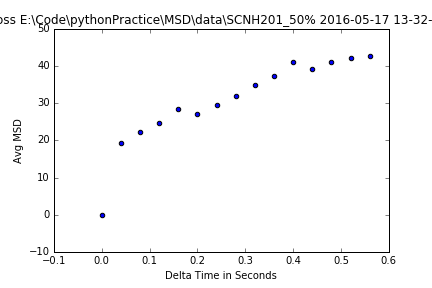 oss E:\Code\pythonPractice\MSD\data\SCNH201_50% 2016-05-17 13-32-
50
40
30
20
10
0
−10
Avg MSD
−0.1 0.0 0.1 0.2 0.3 0.4 0.5 0.6
Delta Time in Seconds